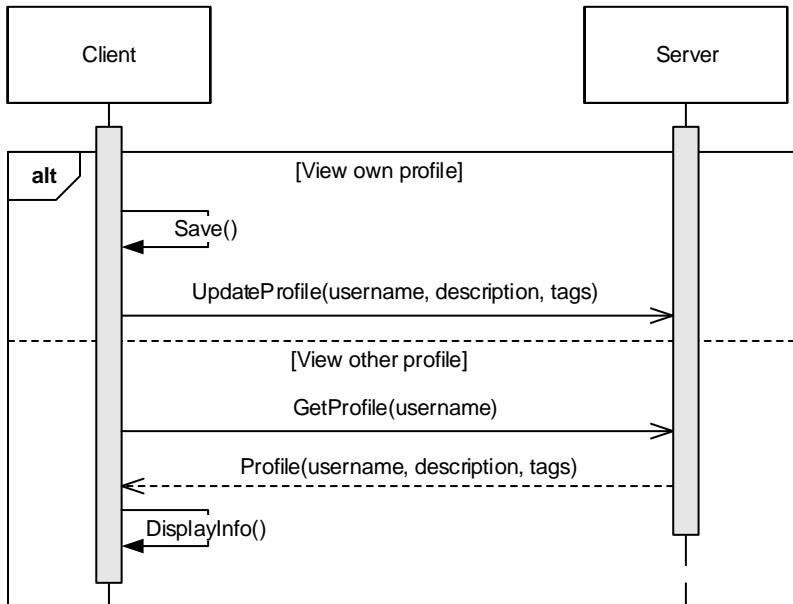 Client
Server
alt
[View own profile]
Save()
UpdateProfile(username, description, tags)
[View other profile]
GetProfile(username)
Profile(username, description, tags)
DisplayInfo()